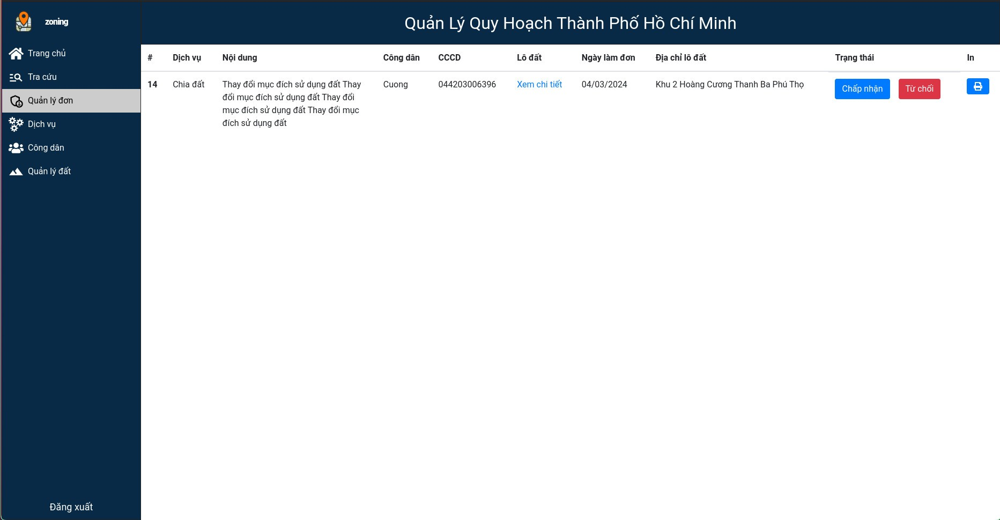 zoning
Quản Lý Quy Hoạch Thành Phố Hồ Chí Minh
Trang chủ
Tra cứu
Quản lý đơn
Dịch vụ
Công dân
Quản lý đất
Đăng xuất
# Dịch vụ Nội dung Công dân CCCD Lô đất Ngày làm đơn Địa chỉ lô đất Trạng thái In
14 Chia đất Thay đổi mục đích sử dụng đất Thay Cuong 044203006396 Xem chi tiết 04/03/2024 Khu 2 Hoàng Cương Thanh Ba Phú Thọ Chấp nhận Từ chối
đổi mục đích sử dụng đất Thay đổi
mục đích sử dụng đất Thay đổi mục
đích sử dụng đất